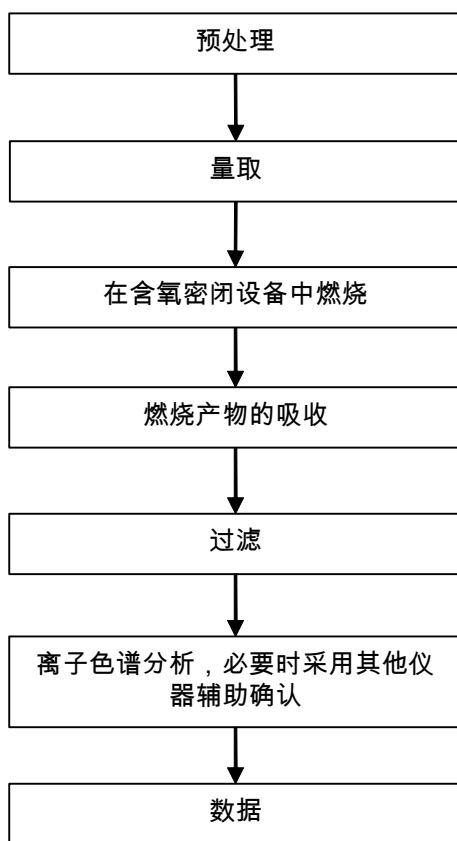 预处理
量取
在含氧密闭设备中燃烧
燃烧产物的吸收
过滤
离子色谱分析，必要时采用其他仪
器辅助确认
数据